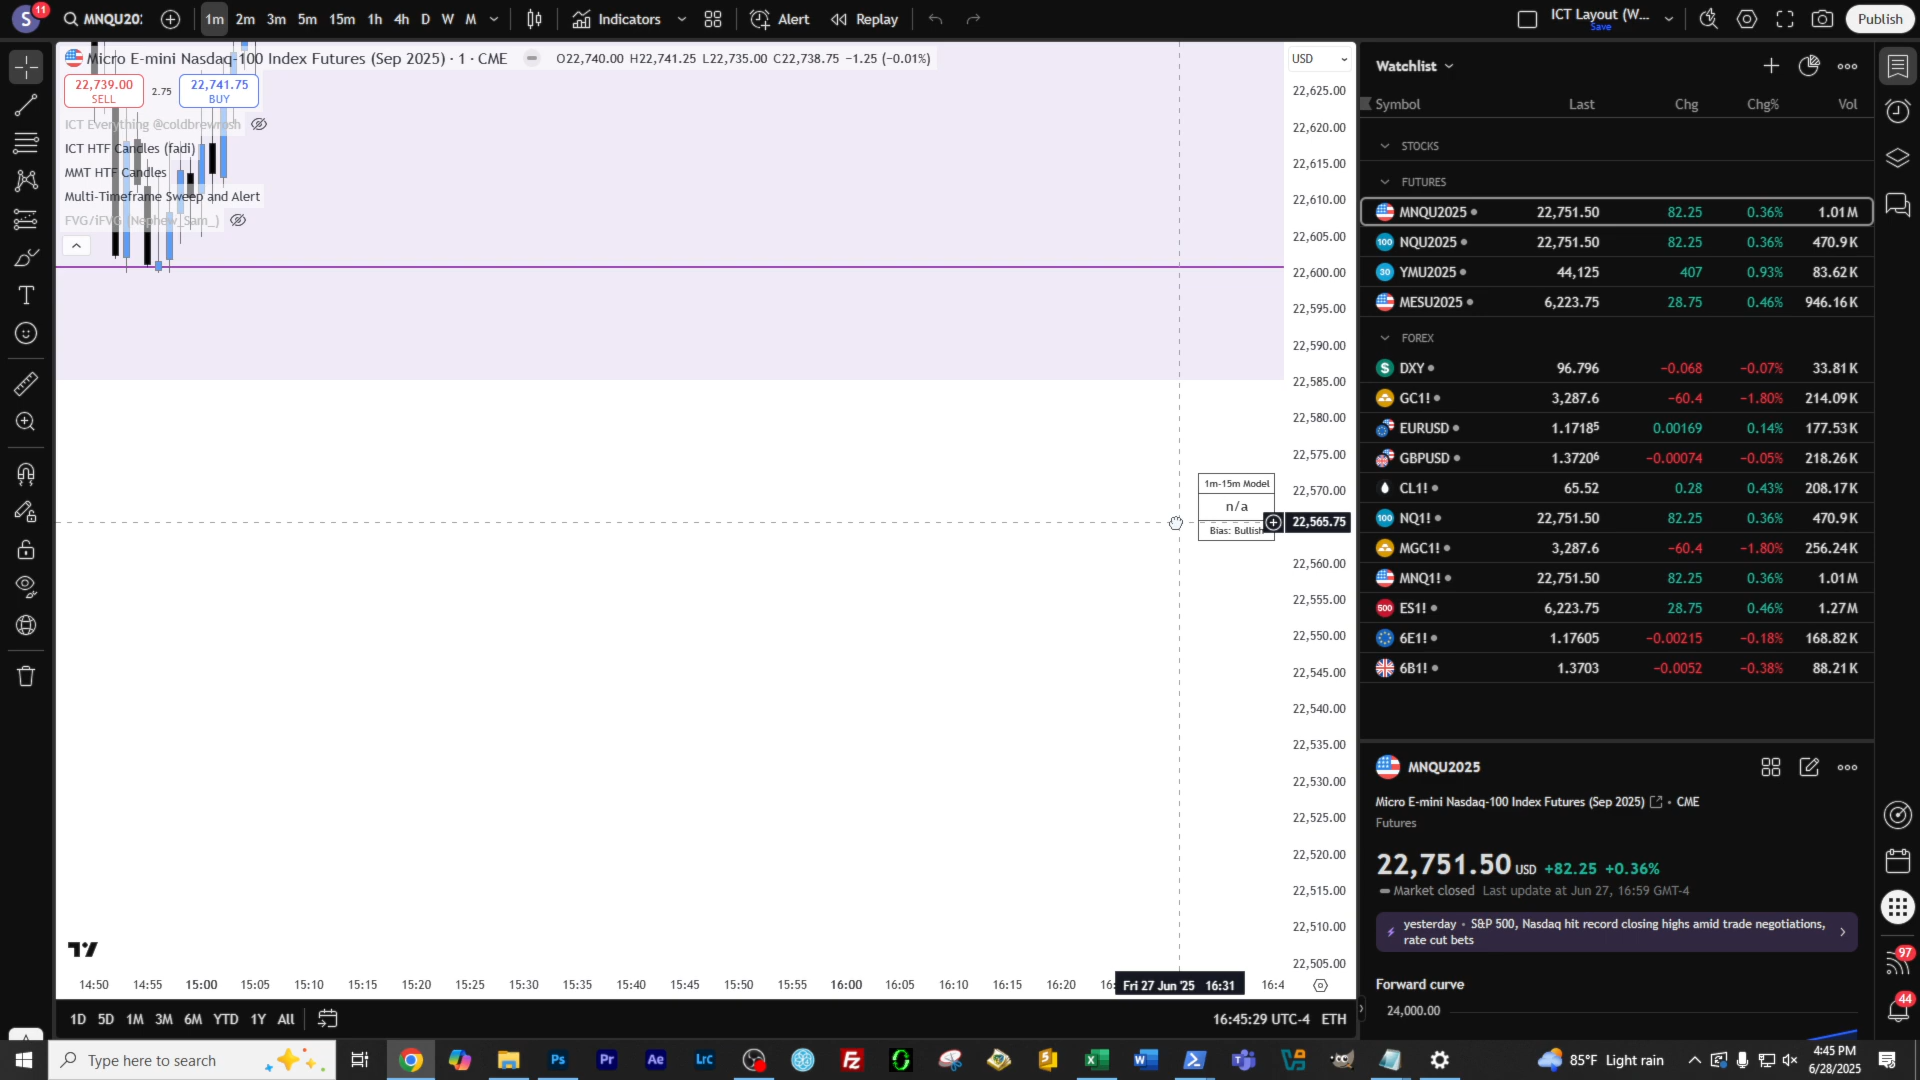 S
11
MNQU20
1m 2m 3m 5m 15m 1h 4h D W M
Indicators
Alert
Replay
ICT Layout (W...
Save
Publish
Micro E-mini Nasdaq-100 Index Futures (Sep 2025) · 1 · CME
O22,740.00 H22,741.25 L22,735.00 C22,738.75 −1.25 (−0.01%)
USD
22,739.00
SELL
2.75
22,741.75
BUY
ICT Everything @coldbrewrosh
ICT HTF Candles (fadi)
MMT HTF Candles
Multi-Timeframe Sweep and Alert
FVG/iFVG (Nephew_Sam_)
22,625.00
22,620.00
22,615.00
22,610.00
22,605.00
22,600.00
22,595.00
22,590.00
22,585.00
22,580.00
22,575.00
22,570.00
22,565.75
22,560.00
22,555.00
22,550.00
22,545.00
22,540.00
22,535.00
22,530.00
22,525.00
22,520.00
22,515.00
22,510.00
22,505.00
1m-15m Model
n/a
Bias: Bullish
14:50 14:55 15:00 15:05 15:10 15:15 15:20 15:25 15:30 15:35 15:40 15:45 15:50 15:55 16:00 16:05 16:10 16:15 16:20 Fri 27 Jun '25 16:31 16:4
1D 5D 1M 3M 6M YTD 1Y All
16:45:29 UTC-4 ETH
Watchlist
Symbol Last Chg Chg% Vol
STOCKS
FUTURES
MNQU2025 22,751.50 82.25 0.36% 1.01M
NQU2025 22,751.50 82.25 0.36% 470.9K
YMU2025 44,125 407 0.93% 83.62K
MESU2025 6,223.75 28.75 0.46% 946.16K
FOREX
DXY 96.796 −0.068 −0.07% 33.81K
GC1! 3,287.6 −60.4 −1.80% 214.09K
EURUSD 1.17185 0.00169 0.14% 177.53K
GBPUSD 1.37206 −0.00074 −0.05% 218.26K
CL1! 65.52 0.28 0.43% 208.17K
NQ1! 22,751.50 82.25 0.36% 470.9K
MGC1! 3,287.6 −60.4 −1.80% 256.24K
MNQ1! 22,751.50 82.25 0.36% 1.01M
ES1! 6,223.75 28.75 0.46% 1.27M
6E1! 1.17605 −0.00215 −0.18% 168.82K
6B1! 1.3703 −0.0052 −0.38% 88.21K
MNQU2025
Micro E-mini Nasdaq-100 Index Futures (Sep 2025) • CME
Futures
22,751.50 USD +82.25 +0.36%
Market closed Last update at Jun 27, 16:59 GMT-4
yesterday • S&P 500, Nasdaq hit record closing highs amid trade negotiations,
rate cut bets
Forward curve
24,000.00
97
44
Type here to search
85°F Light rain
4:45 PM
6/28/2025